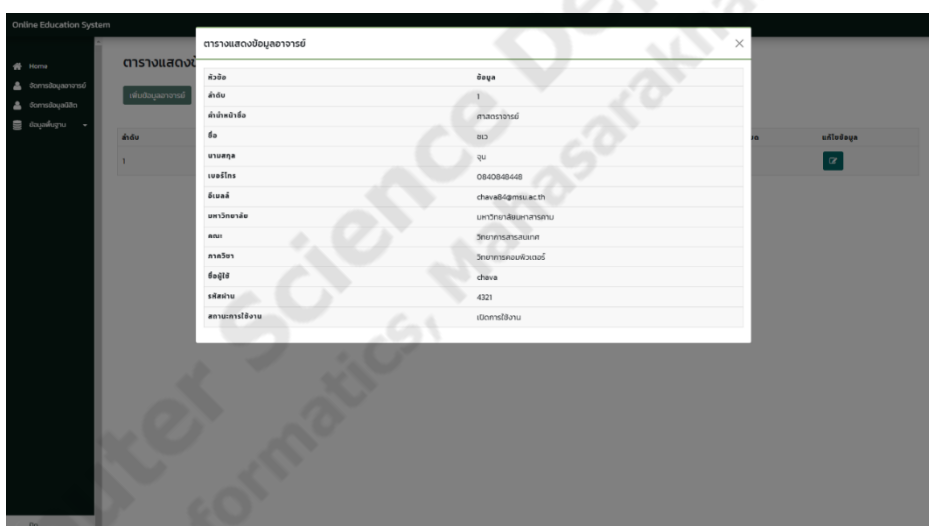 Online Education System
Home
จัดการข้อมูลอาจารย์
จัดการข้อมูลนิสิต
ข้อมูลพื้นฐาน
ตารางแสดงข้
เพิ่มข้อมูลอาจารย์
ลำดับ
แก้ไขข้อมูล
1
ตารางแสดงข้อมูลอาจารย์
หัวข้อ ข้อมูล
ลำดับ 1
คำนำหน้าชื่อ ศาสตราจารย์
ชื่อ ชเว
นามสกุล จุน
เบอร์โทร 0840848448
อีเมลล์ chava84@msu.ac.th
มหาวิทยาลัย มหาวิทยาลัยมหาสารคาม
คณะ วิทยาการสารสนเทศ
ภาควิชา วิทยาการคอมพิวเตอร์
ชื่อผู้ใช้ chava
รหัสผ่าน 4321
สถานะการใช้งาน เปิดการใช้งาน
uter Science De
formatics, Mahasarakha